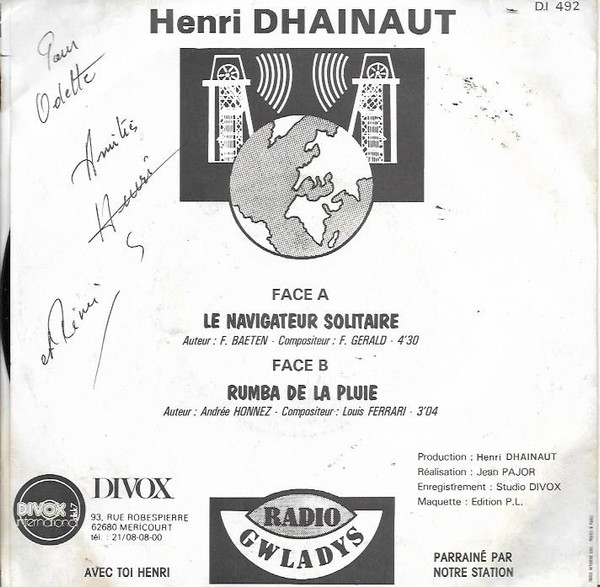 Henri DHAINAUT
D.I 492
Pour
Odette
Amitiés
Henri
et Rémi
FACE A
LE NAVIGATEUR SOLITAIRE
Auteur : F. BAETEN - Compositeur : F. GERALD - 4'30
FACE B
RUMBA DE LA PLUIE
Auteur : Andrée HONNEZ - Compositeur : Louis FERRARI - 3'04
Production : Henri DHAINAUT
Réalisation : Jean PAJOR
Enregistrement : Studio DIVOX
Maquette : Edition P.L.
DIVOX
international
DIVOX
93, RUE ROBESPIERRE
62680 MERICOURT
tél. : 21/08-08-00
RADIO
GWLADYS
AVEC TOI HENRI
PARRAINÉ PAR
NOTRE STATION